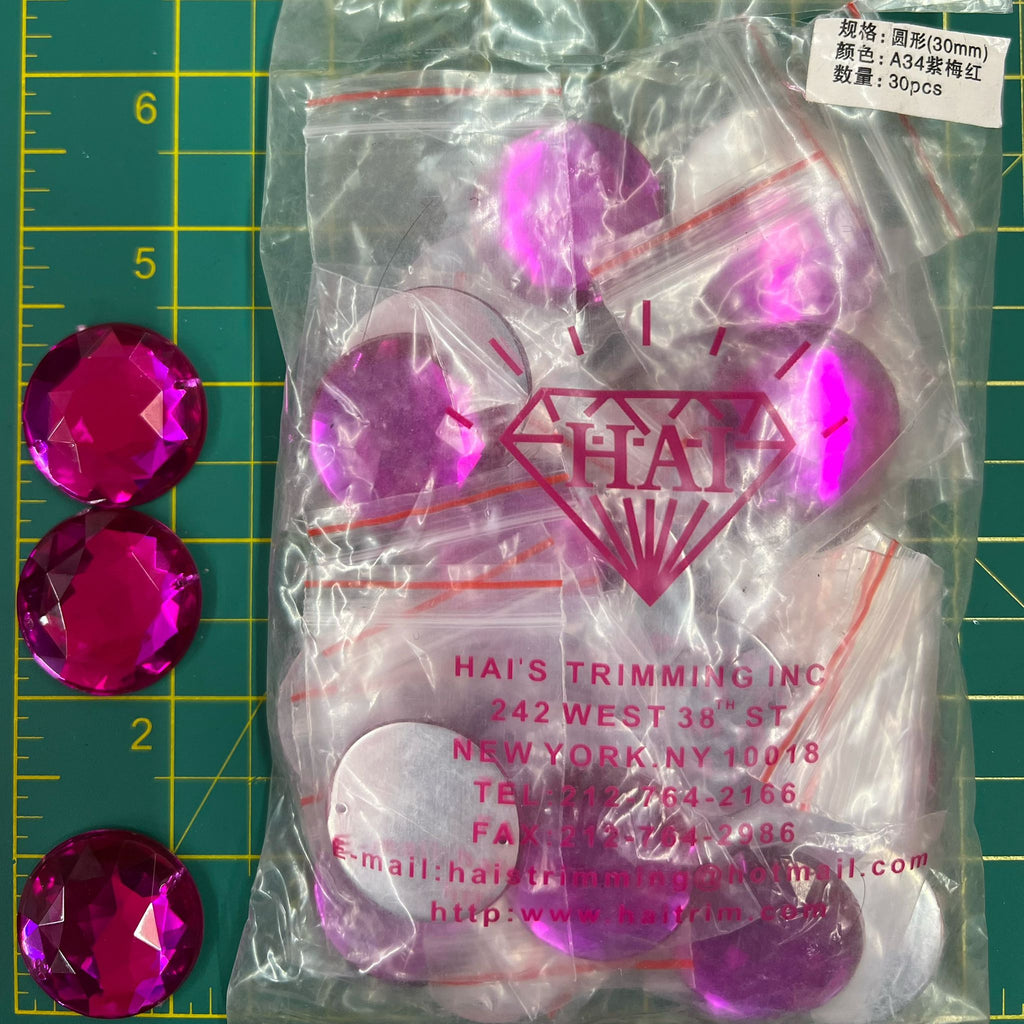 规格: 圆形(30mm)
颜色: A34紫梅红
数量: 30pcs
6
5
2
HAI
HAI'S TRIMMING INC
242 WEST 38TH ST
NEW YORK.NY 10018
TEL:212-764-2166
FAX:212-764-2986
E-mail:haistrimming@hotmail.com
http:www.haitrim.com